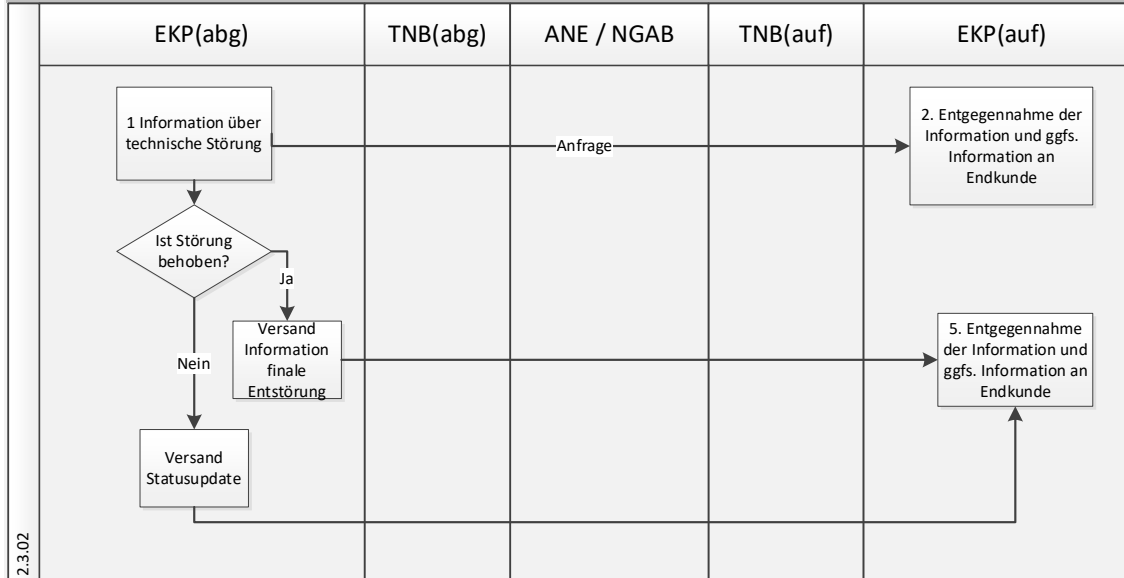 EKP(abg)
TNB(abg)
ANE / NGAB
TNB(auf)
EKP(auf)
1 Information über
technische Störung
Anfrage
2. Entgegennahme der
Information und ggfs.
Information an
Endkunde
Ist Störung
behoben?
Ja
Nein
Versand
Information
finale
Entstörung
5. Entgegennahme
der Information und
ggfs. Information an
Endkunde
Versand
Statusupdate
2.3.02